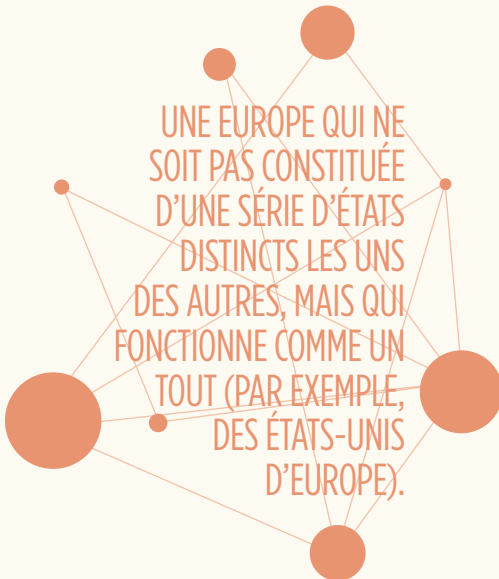 UNE EUROPE QUI NE
SOIT PAS CONSTITUÉE
D'UNE SÉRIE D'ÉTATS
DISTINCTS LES UNS
DES AUTRES, MAIS QUI
FONCTIONNE COMME UN
TOUT (PAR EXEMPLE,
DES ÉTATS-UNIS
D'EUROPE).